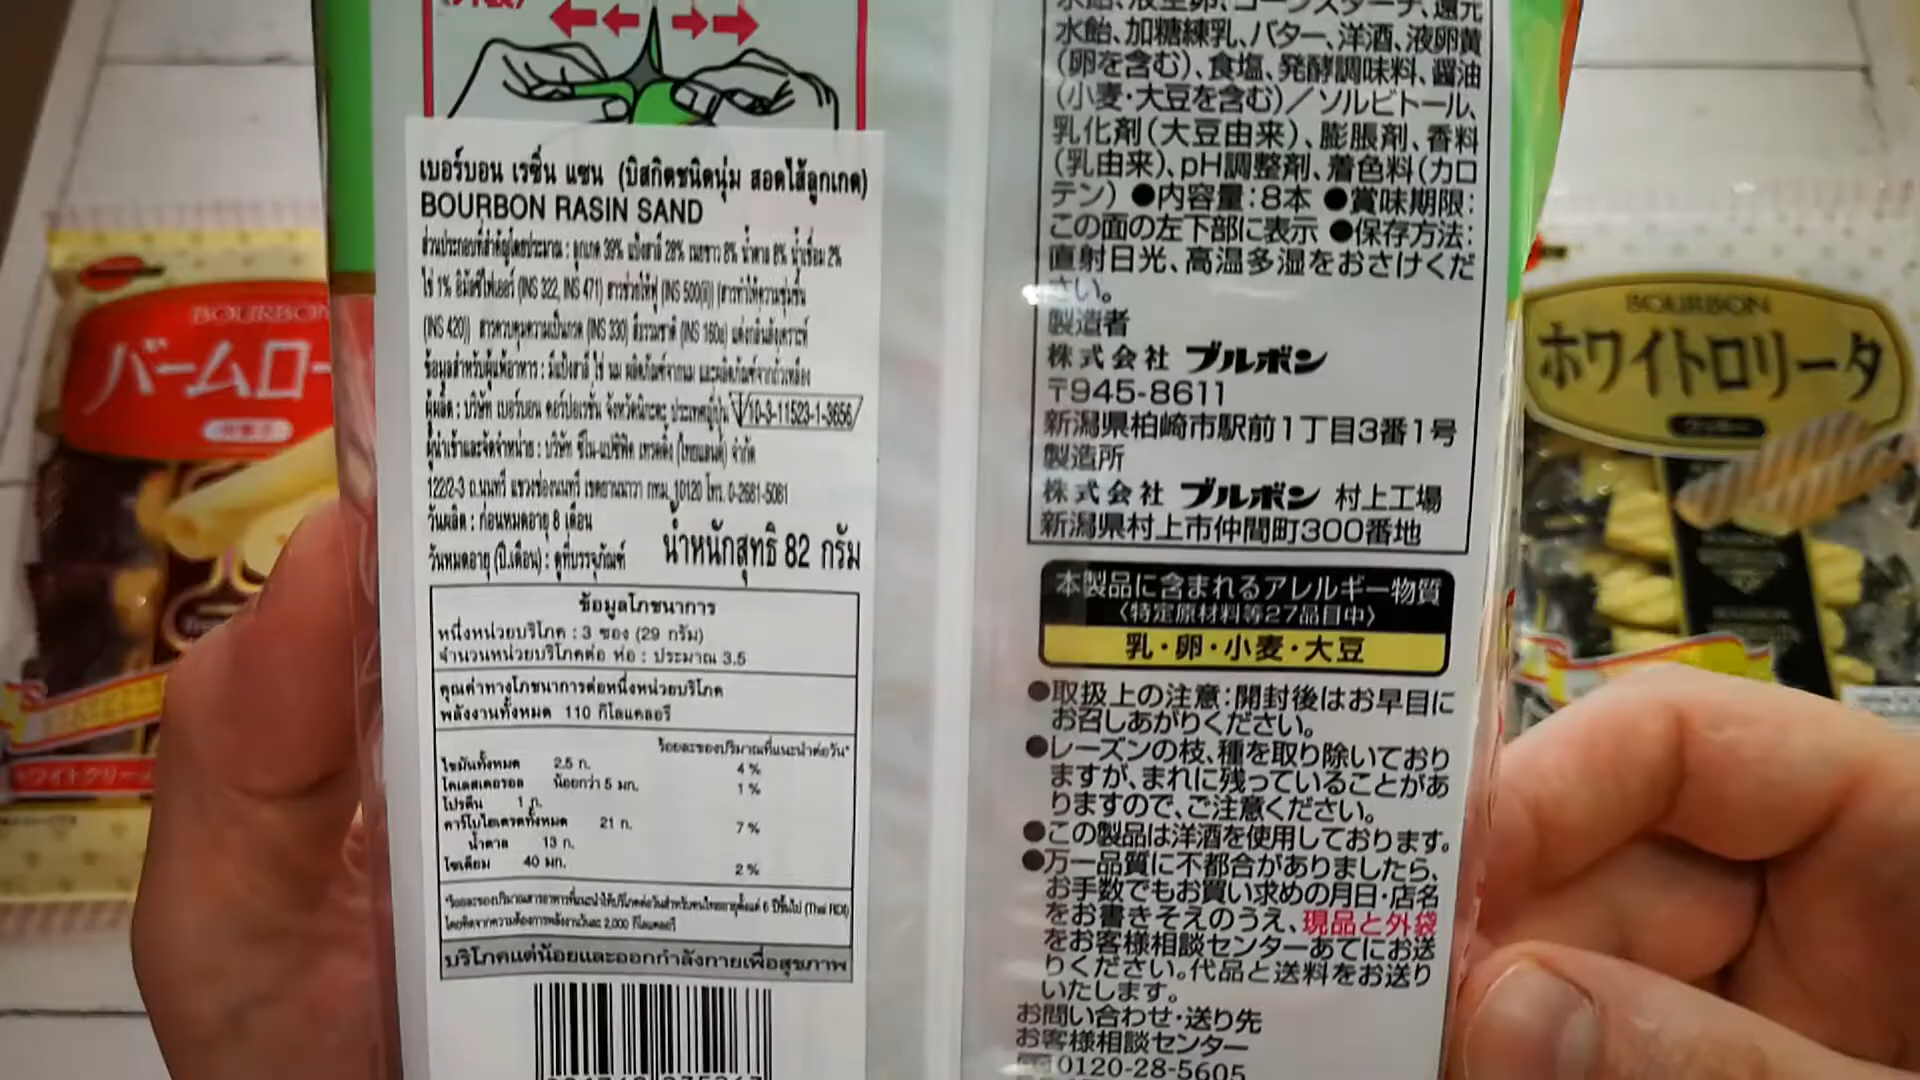 เบอร์บอน เรซิ่น แซน (บิสกิตชนิดนุ่ม สอดไส้ลูกเกด)
BOURBON RASIN SAND
ส่วนประกอบที่สำคัญโดยประมาณ : ลูกเกด 39% แป้งสาลี 28% เนยขาว 8% น้ำตาล 8% น้ำเชื่อม 2%
ไข่ 1% อิมัลซิไฟเออร์ (INS 322, INS 471) สารช่วยให้ฟู (INS 500(ii)) (สารทำให้ความชุ่มชื้น
(INS 420)) สารควบคุมความเป็นกรด (INS 330) สีธรรมชาติ (INS 160a) แต่งกลิ่นสังเคราะห์
ข้อมูลสำหรับผู้แพ้อาหาร : มีแป้งสาลี ไข่ นม ผลิตภัณฑ์จากนม และผลิตภัณฑ์จากถั่วเหลือง
ผู้ผลิต : บริษัท เบอร์บอน คอร์ปอเรชั่น จังหวัดนิกะตะ ประเทศญี่ปุ่น 10-3-11523-1-3656
ผู้นำเข้าและจัดจำหน่าย : บริษัท ซีโน-แปซิฟิค เทรดดิ้ง (ไทยแลนด์) จำกัด
122/2-3 ถ.นนทรี แขวงช่องนนทรี เขตยานนาวา กทม. 10120 โทร. 0-2681-5081
วันผลิต : ก่อนหมดอายุ 8 เดือน
วันหมดอายุ (ปี.เดือน) : ดูที่บรรจุภัณฑ์ น้ำหนักสุทธิ 82 กรัม
ข้อมูลโภชนาการ
หนึ่งหน่วยบริโภค : 3 ซอง (29 กรัม)
จำนวนหน่วยบริโภคต่อ ห่อ : ประมาณ 3.5
คุณค่าทางโภชนาการต่อหนึ่งหน่วยบริโภค
พลังงานทั้งหมด 110 กิโลแคลอรี
ร้อยละของปริมาณที่แนะนำต่อวัน*
ไขมันทั้งหมด 2.5 ก. 4 %
โคเลสเตอรอล น้อยกว่า 5 มก. 1 %
โปรตีน 1 ก.
คาร์โบไฮเดรตทั้งหมด 21 ก. 7 %
น้ำตาล 13 ก.
โซเดียม 40 มก. 2 %
*ร้อยละของปริมาณสารอาหารที่แนะนำให้บริโภคต่อวันสำหรับคนไทยอายุตั้งแต่ 6 ปีขึ้นไป (Thai RDI)
โดยคิดจากความต้องการพลังงานวันละ 2,000 กิโลแคลอรี
บริโภคแต่น้อยและออกกำลังกายเพื่อสุขภาพ
水飴、液全卵、コーンスターチ、還元
水飴、加糖練乳、バター、洋酒、液卵黄
(卵を含む)、食塩、発酵調味料、醤油
(小麦・大豆を含む)／ソルビトール、
乳化剤(大豆由来)、膨脹剤、香料
(乳由来)、pH調整剤、着色料(カロ
テン) ●内容量:8本 ●賞味期限:
この面の左下部に表示 ●保存方法:
直射日光、高温多湿をおさけくだ
さい。
製造者
株式会社 ブルボン
〒945-8611
新潟県柏崎市駅前1丁目3番1号
製造所
株式会社 ブルボン 村上工場
新潟県村上市仲間町300番地
本製品に含まれるアレルギー物質
〈特定原材料等27品目中〉
乳・卵・小麦・大豆
●取扱上の注意:開封後はお早目に
お召しあがりください。
●レーズンの枝、種を取り除いており
ますが、まれに残っていることがあ
りますので、ご注意ください。
●この製品は洋酒を使用しております。
●万一品質に不都合がありましたら、
お手数でもお買い求めの月日・店名
をお書きそえのうえ、現品と外袋
をお客様相談センターあてにお送
りください。代品と送料をお送り
いたします。
お問い合わせ・送り先
お客様相談センター
0120-28-5605
BOURBON
バームロー
ホワイトクリー
BOURBON
ホワイトロリータ
クッキー